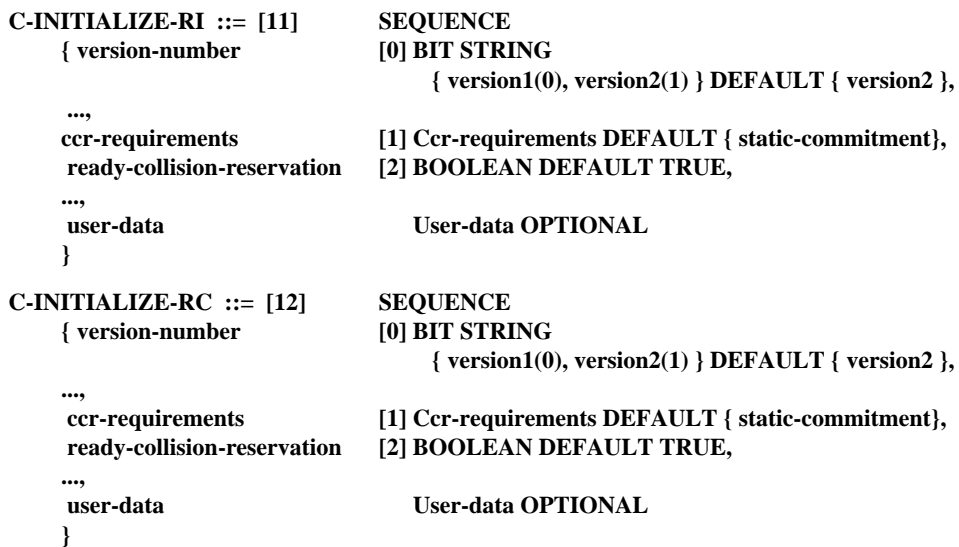 C-INITIALIZE-RI ::= [11] SEQUENCE
{ version-number [0] BIT STRING
{ version1(0), version2(1) } DEFAULT { version2 },
...,
ccr-requirements [1] Ccr-requirements DEFAULT { static-commitment},
ready-collision-reservation [2] BOOLEAN DEFAULT TRUE,
...,
user-data User-data OPTIONAL
}
C-INITIALIZE-RC ::= [12] SEQUENCE
{ version-number [0] BIT STRING
{ version1(0), version2(1) } DEFAULT { version2 },
...,
ccr-requirements [1] Ccr-requirements DEFAULT { static-commitment},
ready-collision-reservation [2] BOOLEAN DEFAULT TRUE,
...,
user-data User-data OPTIONAL
}